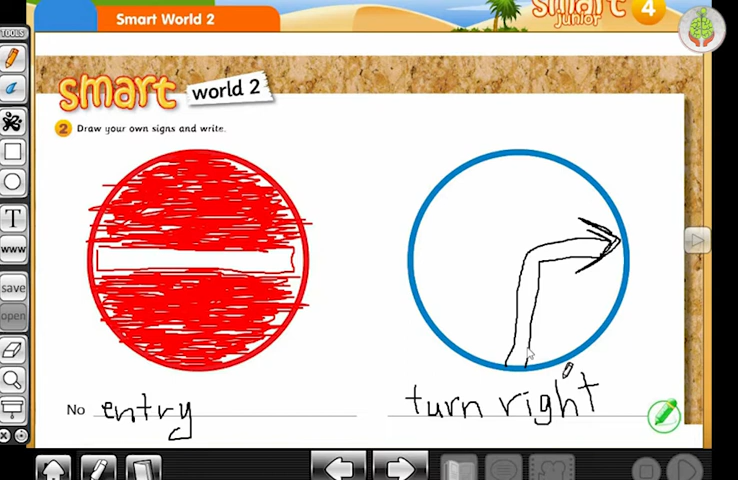 Smart World 2
smart junior 4
TOOLS
smart world 2
2 Draw your own signs and write.
T
www
save
open
No entry
turn right